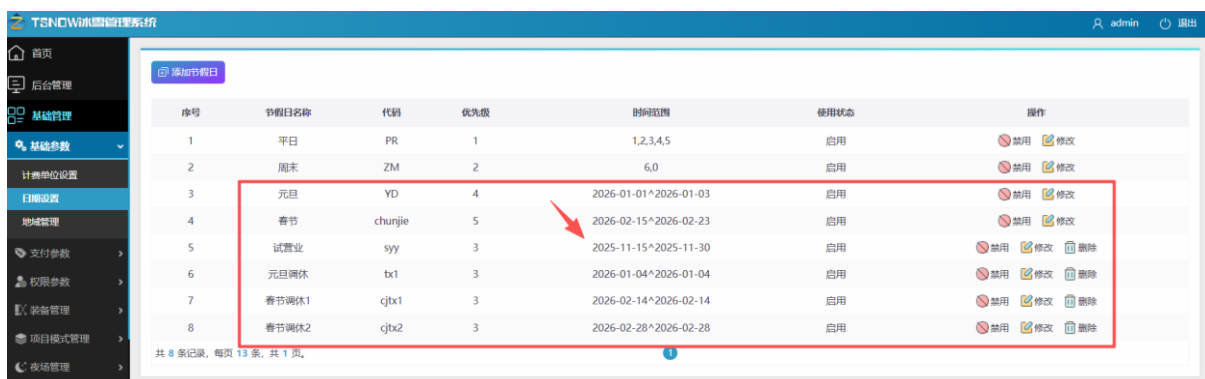 TSNOW冰雪管理系统 admin 退出
首页
后台管理
基础管理
基础参数
计费单位设置
日期设置
地域管理
支付参数
权限参数
装备管理
项目模式管理
夜场管理
添加节假日
序号 节假日名称 代码 优先级 时间范围 使用状态 操作
1 平日 PR 1 1,2,3,4,5 启用 禁用 修改
2 周末 ZM 2 6,0 启用 禁用 修改
3 元旦 YD 4 2026-01-01^2026-01-03 启用 禁用 修改
4 春节 chunjie 5 2026-02-15^2026-02-23 启用 禁用 修改
5 试营业 syy 3 2025-11-15^2025-11-30 启用 禁用 修改 删除
6 元旦调休 tx1 3 2026-01-04^2026-01-04 启用 禁用 修改 删除
7 春节调休1 cjtx1 3 2026-02-14^2026-02-14 启用 禁用 修改 删除
8 春节调休2 cjtx2 3 2026-02-28^2026-02-28 启用 禁用 修改 删除
共 8 条记录, 每页 13 条, 共 1 页。 1